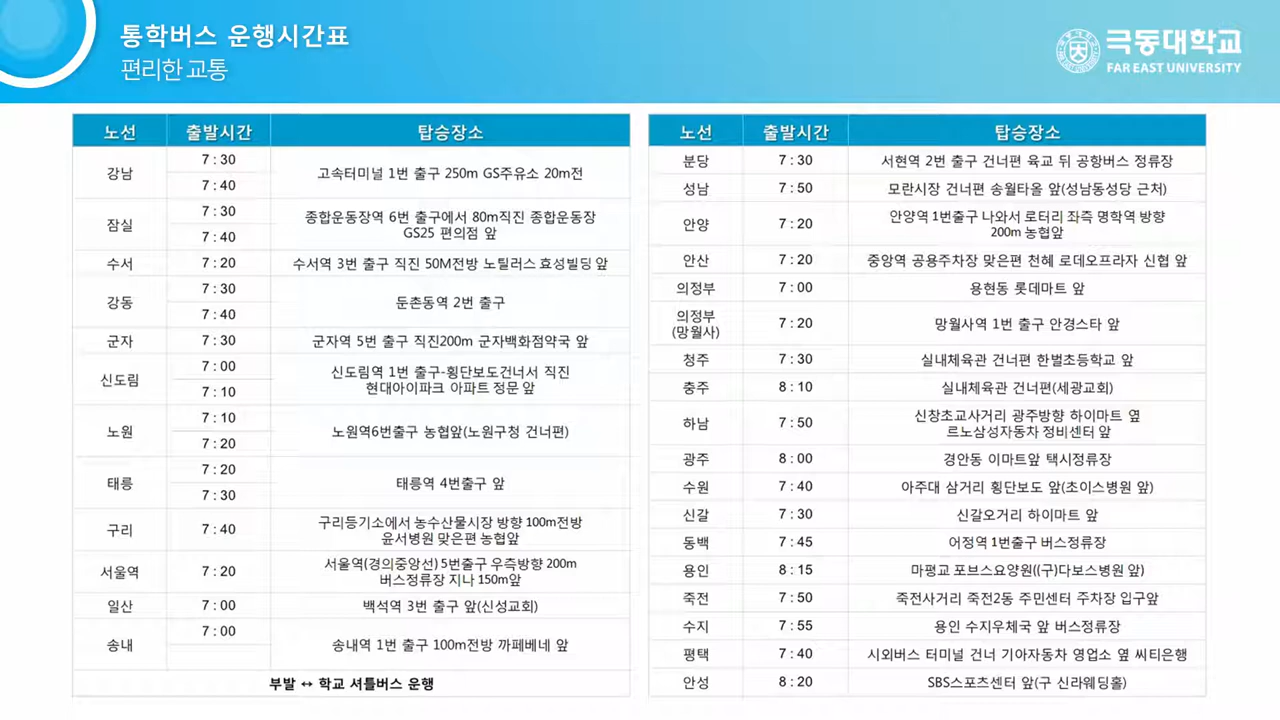 통학버스 운행시간표
편리한 교통
극동대학교
FAR EAST UNIVERSITY
노선 출발시간 탑승장소
강남 7 : 30 고속터미널 1번 출구 250m GS주유소 20m전
7 : 40
잠실 7 : 30 종합운동장역 6번 출구에서 80m직진 종합운동장
7 : 40 GS25 편의점 앞
수서 7 : 20 수서역 3번 출구 직진 50M전방 노틸러스 효성빌딩 앞
강동 7 : 30 둔촌동역 2번 출구
7 : 40
군자 7 : 30 군자역 5번 출구 직진200m 군자백화점약국 앞
신도림 7 : 00 신도림역 1번 출구-횡단보도건너서 직진
7 : 10 현대아이파크 아파트 정문 앞
노원 7 : 10 노원역6번출구 농협앞(노원구청 건너편)
7 : 20
태릉 7 : 20 태릉역 4번출구 앞
7 : 30
구리 7 : 40 구리등기소에서 농수산물시장 방향 100m전방
윤서병원 맞은편 농협앞
서울역 7 : 20 서울역(경의중앙선) 5번출구 우측방향 200m
버스정류장 지나 150m앞
일산 7 : 00 백석역 3번 출구 앞(신성교회)
송내 7 : 00 송내역 1번 출구 100m전방 까페베네 앞
부발 ↔ 학교 셔틀버스 운행
노선 출발시간 탑승장소
분당 7 : 30 서현역 2번 출구 건너편 육교 뒤 공항버스 정류장
성남 7 : 50 모란시장 건너편 송월타올 앞(성남동성당 근처)
안양 7 : 20 안양역 1번출구 나와서 로터리 좌측 명학역 방향
200m 농협앞
안산 7 : 20 중앙역 공용주차장 맞은편 천혜 로데오프라자 신협 앞
의정부 7 : 00 용현동 롯데마트 앞
의정부
(망월사) 7 : 20 망월사역 1번 출구 안경스타 앞
청주 7 : 30 실내체육관 건너편 한벌초등학교 앞
충주 8 : 10 실내체육관 건너편(세광교회)
하남 7 : 50 신창초교사거리 광주방향 하이마트 옆
르노삼성자동차 정비센터 앞
광주 8 : 00 경안동 이마트앞 택시정류장
수원 7 : 40 아주대 삼거리 횡단보도 앞(초이스병원 앞)
신갈 7 : 30 신갈오거리 하이마트 앞
동백 7 : 45 어정역 1번출구 버스정류장
용인 8 : 15 마평교 포브스요양원((구)다보스병원 앞)
죽전 7 : 50 죽전사거리 죽전2동 주민센터 주차장 입구앞
수지 7 : 55 용인 수지우체국 앞 버스정류장
평택 7 : 40 시외버스 터미널 건너 기아자동차 영업소 옆 씨티은행
안성 8 : 20 SBS스포츠센터 앞(구 신라웨딩홀)